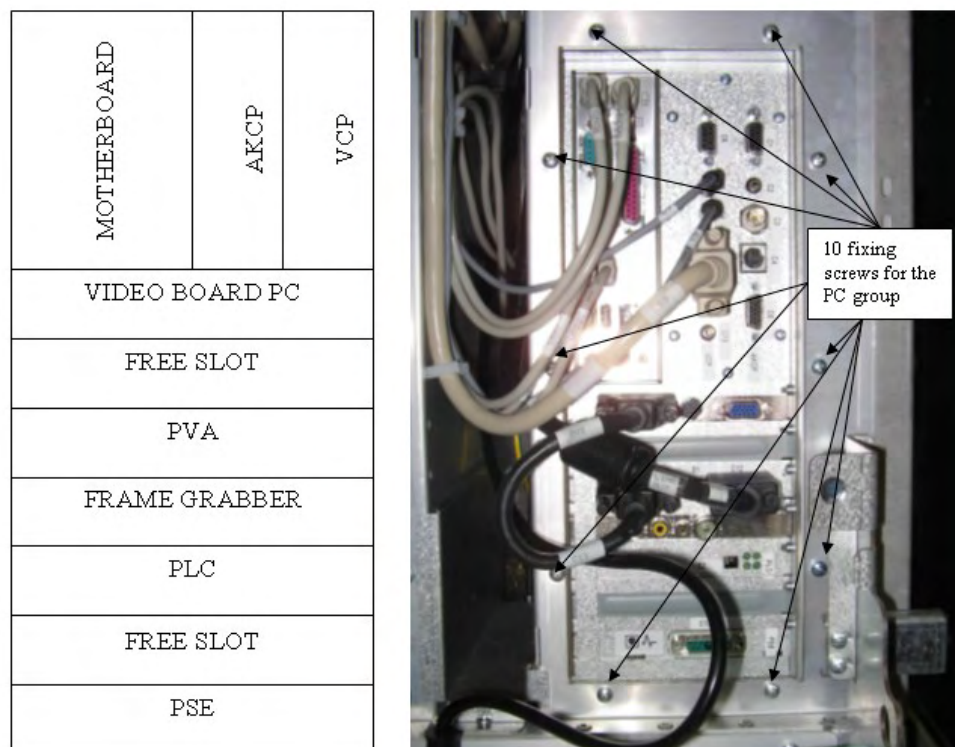 MOTHERBOARD
AKCP
VCP
VIDEO BOARD PC
FREE SLOT
PVA
FRAME GRABBER
PLC
FREE SLOT
PSE
10 fixing
screws for the
PC group